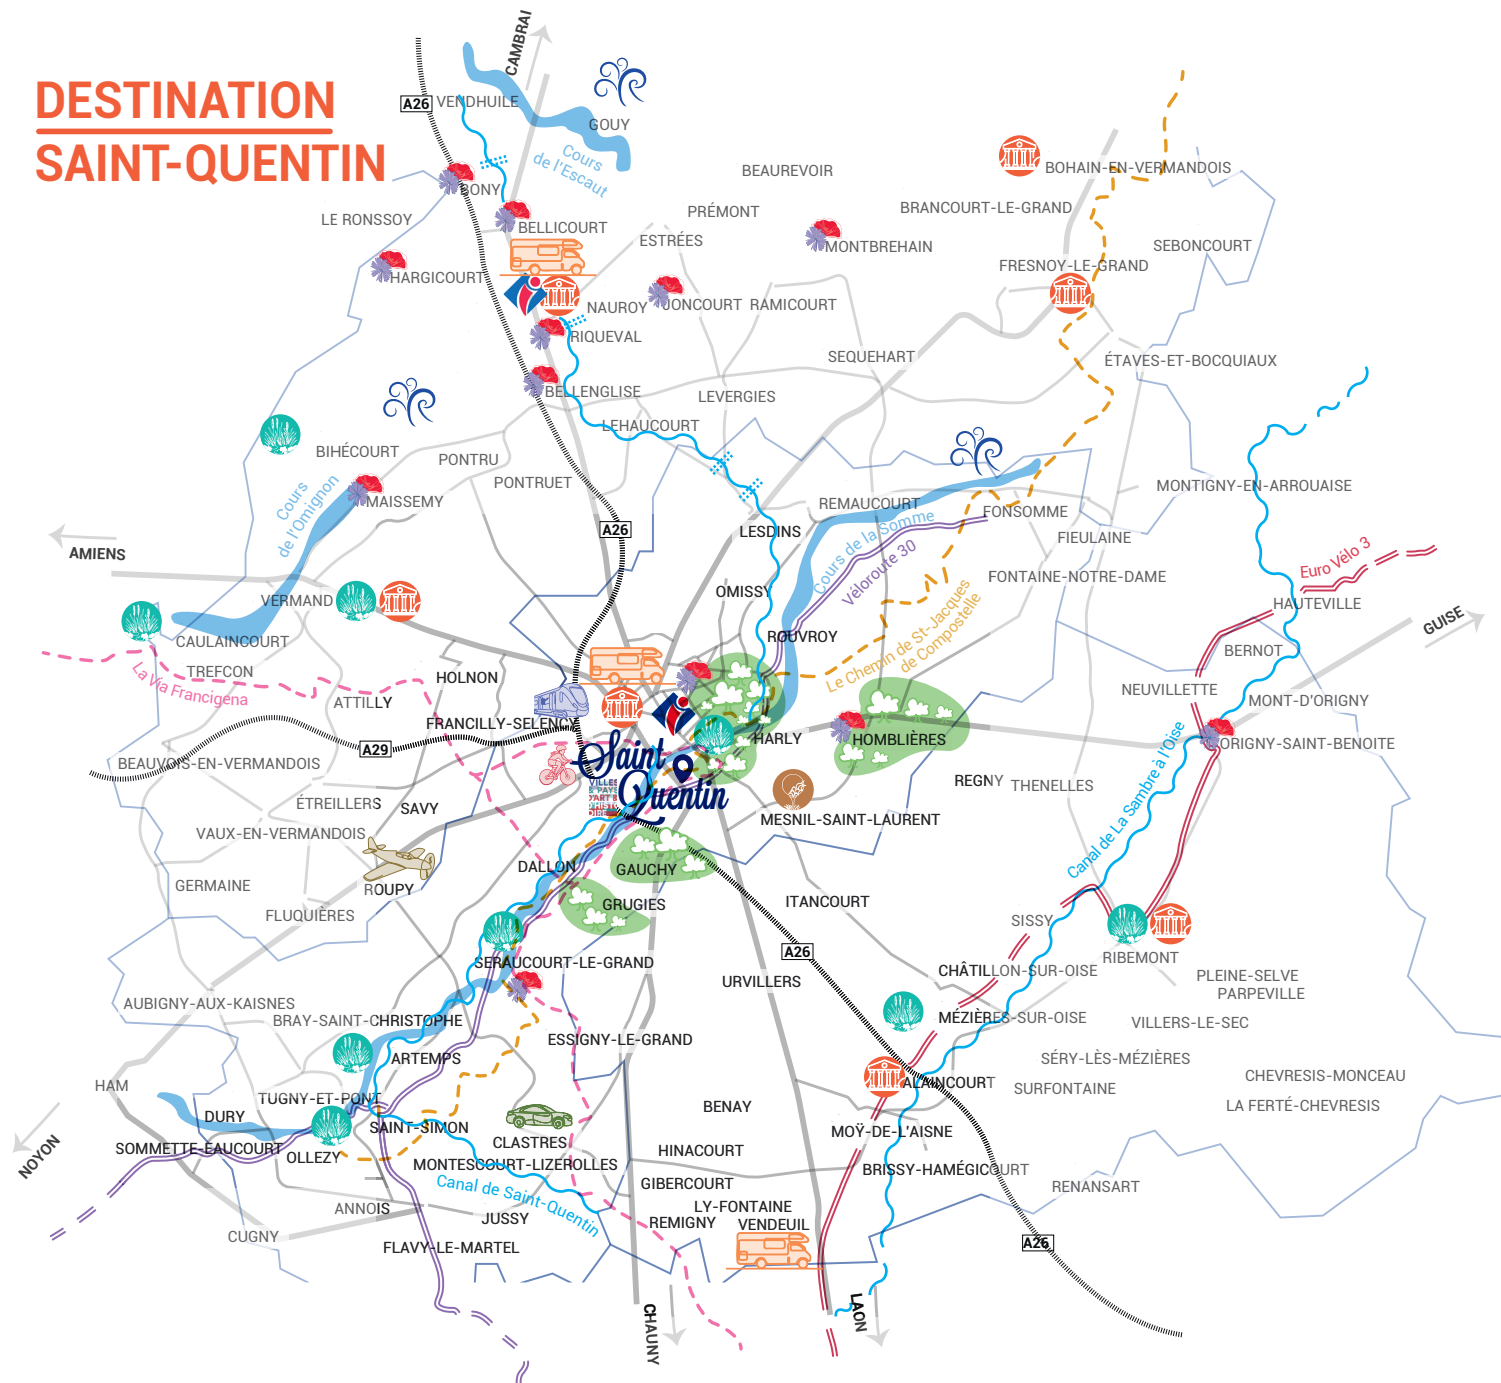 DESTINATION
SAINT-QUENTIN
CAMBRAI
A26
VENDHUILE
GOUY
Cours
de l'Escaut
BONY
BEAUREVOIR
BOHAIN-EN-VERMANDOIS
LE RONSSOY
BELLICOURT
PRÉMONT
BRANCOURT-LE-GRAND
ESTRÉES
MONTBREHAIN
SEBONCOURT
HARGICOURT
FRESNOY-LE-GRAND
NAUROY
JONCOURT
RAMICOURT
RIQUEVAL
SEQUEHART
ÉTAVES-ET-BOCQUIAUX
BELLENGLISE
LEVERGIES
LEHAUCOURT
BIHÉCOURT
PONTRU
PONTRUET
MAISSEMY
Cours
de l'Omignon
A26
REMAUCOURT
FONSOMME
MONTIGNY-EN-ARROUAISE
LESDINS
Cours de la Somme
Véloroute 30
FIEULAINE
Euro Vélo 3
AMIENS
FONTAINE-NOTRE-DAME
OMISSY
VERMAND
HAUTEVILLE
GUISE
CAULAINCOURT
ROUVROY
Le Chemin de St-Jacques
de Compostelle
BERNOT
TREFCON
La Via Francigena
HOLNON
NEUVILLETTE
MONT-D'ORIGNY
ATTILLY
FRANCILLY-SELENCY
A29
HARLY
HOMBLIÈRES
ORIGNY-SAINT-BENOITE
BEAUVOIS-EN-VERMANDOIS
Saint
Quentin
VILLES
& PAYS
D'ART &
D'HISTO
IRE
REGNY
THENELLES
ÉTREILLERS
SAVY
MESNIL-SAINT-LAURENT
Canal de La Sambre à l'Oise
VAUX-EN-VERMANDOIS
DALLON
GAUCHY
GERMAINE
ROUPY
GRUGIES
ITANCOURT
FLUQUIÈRES
SISSY
A26
RIBEMONT
SERAUCOURT-LE-GRAND
CHÂTILLON-SUR-OISE
URVILLERS
PLEINE-SELVE
PARPEVILLE
AUBIGNY-AUX-KAISNES
BRAY-SAINT-CHRISTOPHE
MÉZIÈRES-SUR-OISE
VILLERS-LE-SEC
ESSIGNY-LE-GRAND
ARTEMPS
SÉRY-LÈS-MÉZIÈRES
HAM
ALAINCOURT
SURFONTAINE
CHEVRESIS-MONCEAU
TUGNY-ET-PONT
BENAY
LA FERTÉ-CHEVRESIS
DURY
SAINT-SIMON
CLASTRES
MOŸ-DE-L'AISNE
NOYON
SOMMETTE-EAUCOURT
OLLEZY
HINACOURT
MONTESCOURT-LIZEROLLES
BRISSY-HAMÉGICOURT
GIBERCOURT
RENANSART
Canal de Saint-Quentin
ANNOIS
LY-FONTAINE
JUSSY
REMIGNY
VENDEUIL
CUGNY
FLAVY-LE-MARTEL
A26
CHAUNY
LAON